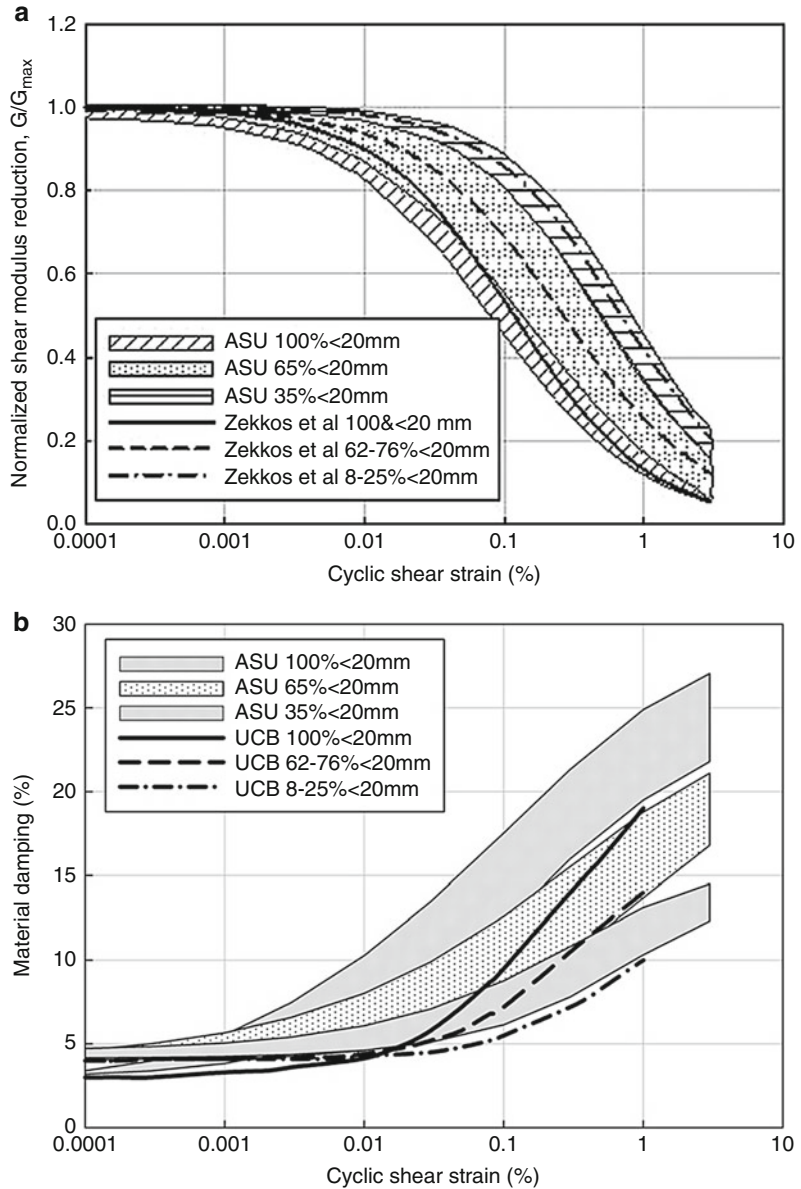 a
1.2
1.0
0.8
0.6
0.4
0.2
0.0
Normalized shear modulus reduction, G/Gmax
ASU 100%<20mm
ASU 65%<20mm
ASU 35%<20mm
Zekkos et al 100&<20 mm
Zekkos et al 62-76%<20mm
Zekkos et al 8-25%<20mm
0.0001 0.001 0.01 0.1 1 10
Cyclic shear strain (%)
b
30
25
20
15
10
5
0
Material damping (%)
ASU 100%<20mm
ASU 65%<20mm
ASU 35%<20mm
UCB 100%<20mm
UCB 62-76%<20mm
UCB 8-25%<20mm
0.0001 0.001 0.01 0.1 1 10
Cyclic shear strain (%)